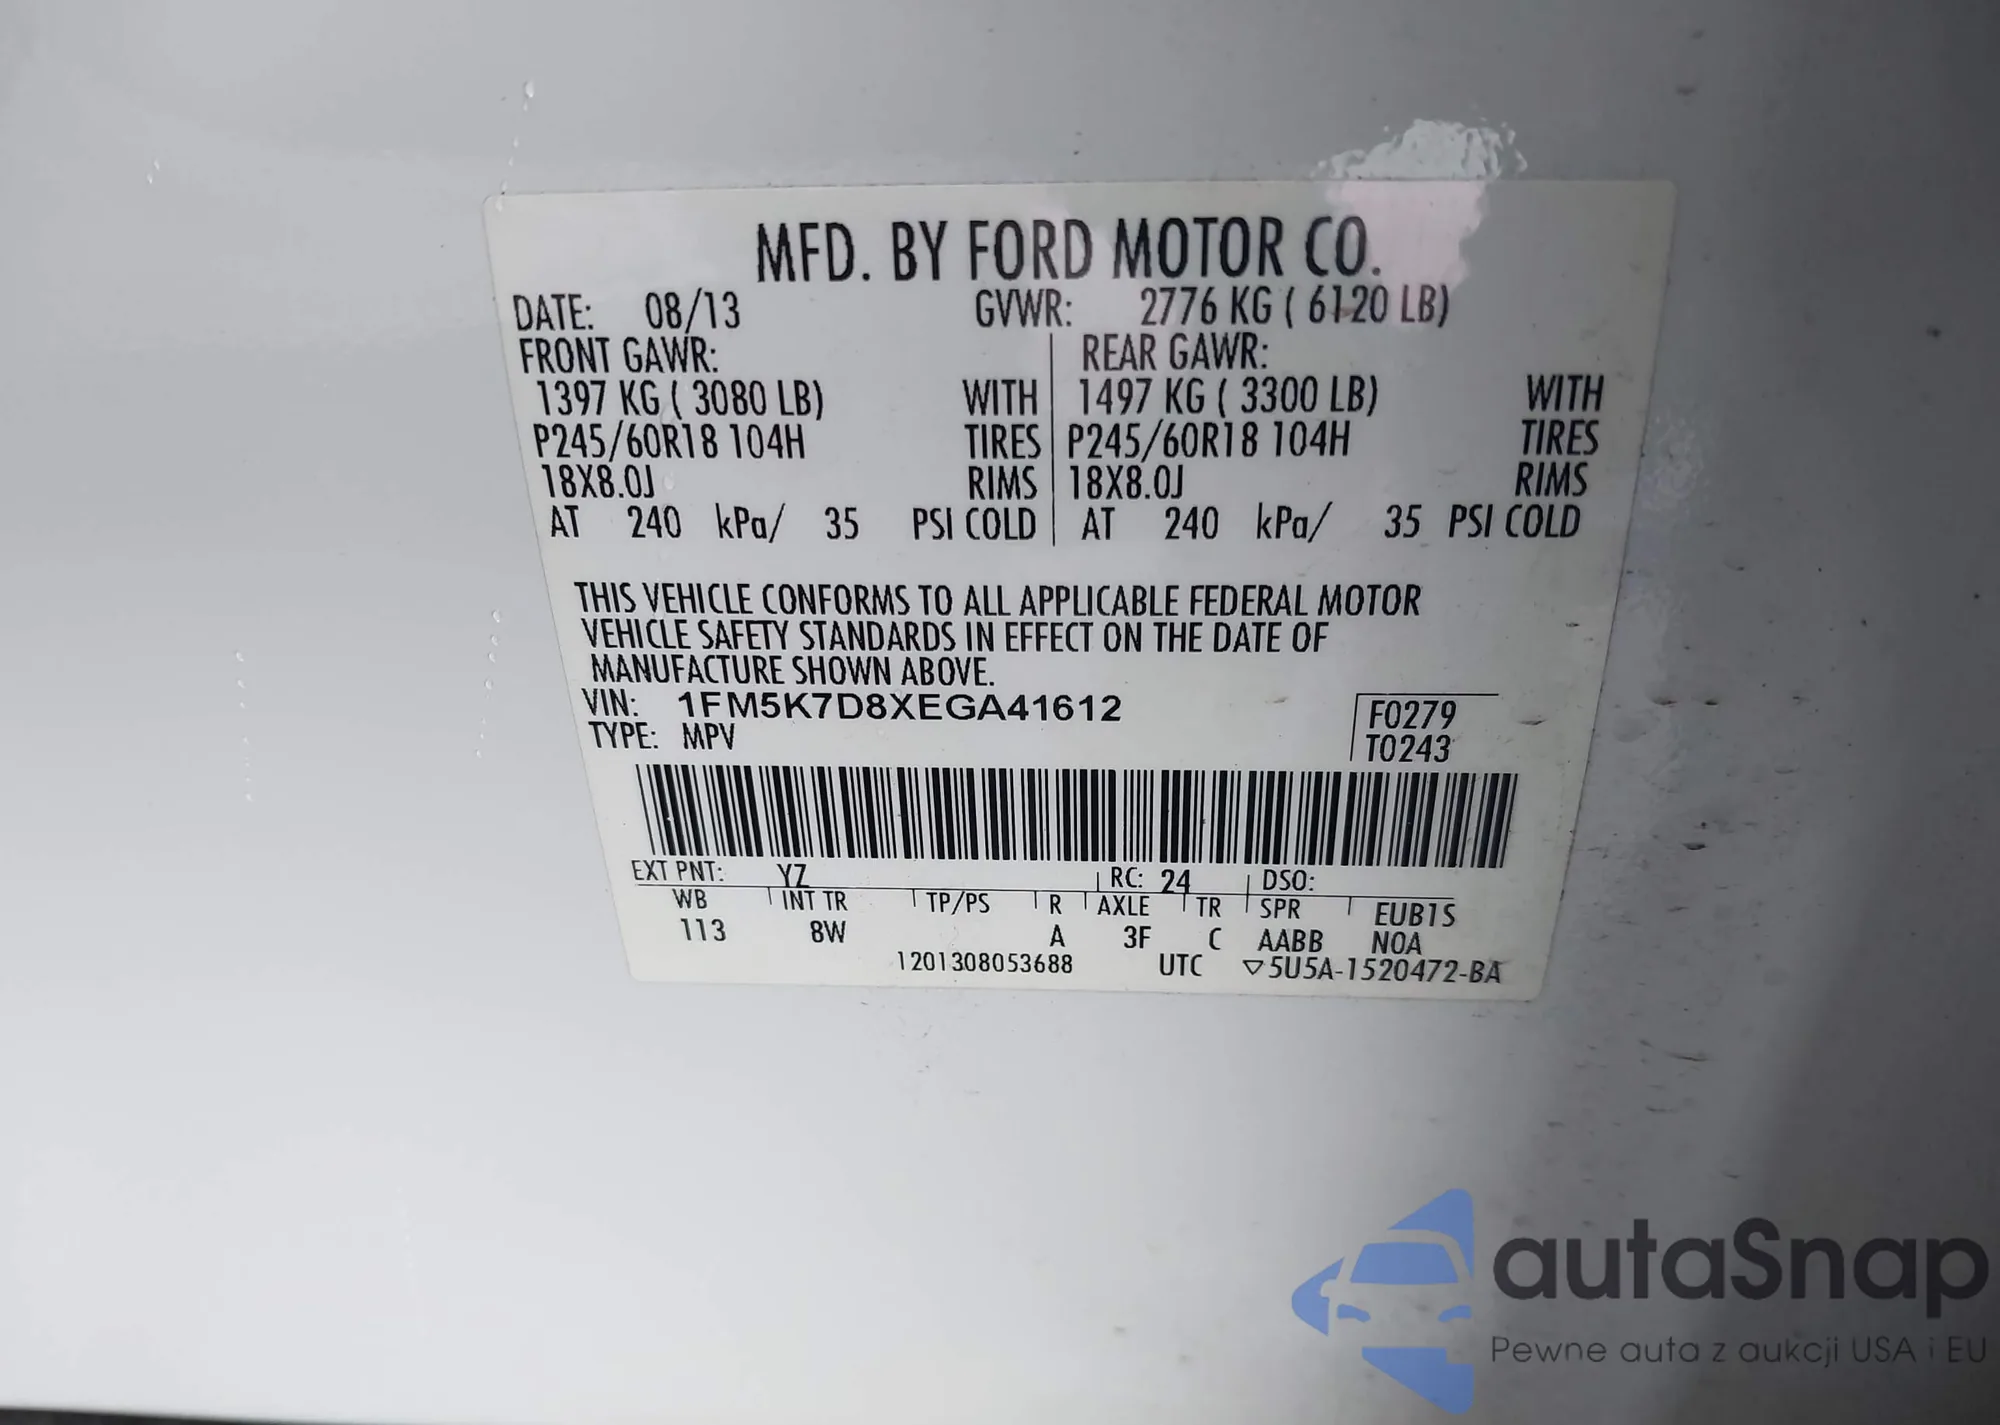 MFD. BY FORD MOTOR CO.
DATE: 08/13 GVWR: 2776 KG ( 6120 LB)
FRONT GAWR: REAR GAWR:
1397 KG ( 3080 LB) WITH 1497 KG ( 3300 LB) WITH
P245/60R18 104H TIRES P245/60R18 104H TIRES
18X8.0J RIMS 18X8.0J RIMS
AT 240 kPa/ 35 PSI COLD AT 240 kPa/ 35 PSI COLD
THIS VEHICLE CONFORMS TO ALL APPLICABLE FEDERAL MOTOR
VEHICLE SAFETY STANDARDS IN EFFECT ON THE DATE OF
MANUFACTURE SHOWN ABOVE.
VIN: 1FM5K7D8XEGA41612 F0279
TYPE: MPV T0243
EXT PNT: YZ RC: 24 DSO:
WB INT TR TP/PS R AXLE TR SPR EUB1S
113 8W A 3F C AABB NOA
1201308053688 UTC ▽5U5A-1520472-BA
autaSnap
Pewne auta z aukcji USA i EU